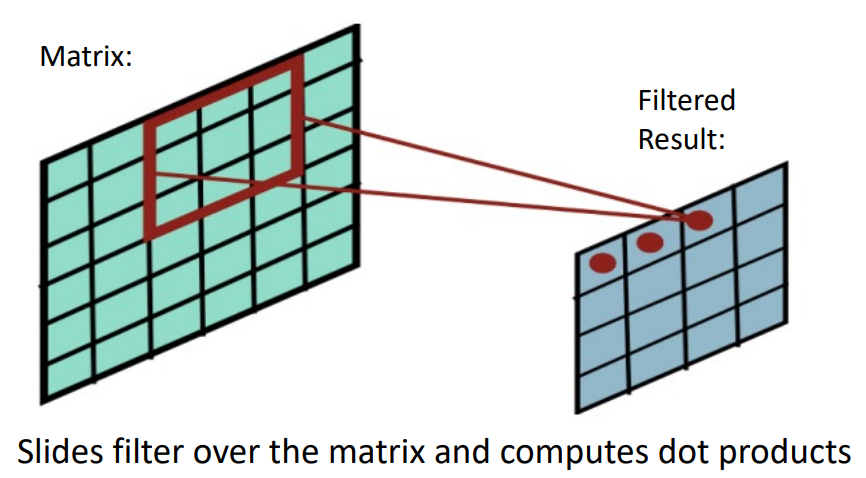 Matrix:
Filtered
Result:
Slides filter over the matrix and computes dot products